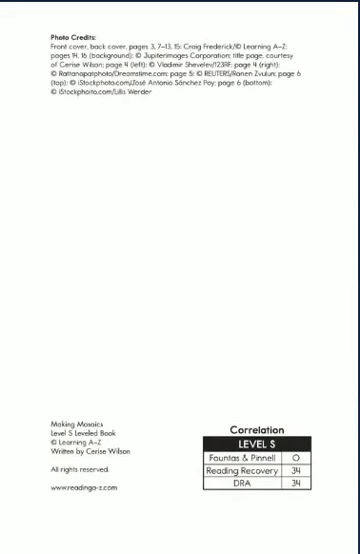 Photo Credits:
Front cover, back cover, pages 3, 7–13, 15: Craig Frederick/© Learning A–Z;
pages 14, 16 (background): © Jupiterimages Corporation; title page, courtesy
of Cerise Wilson; page 4 (left): © Vladimir Shevelev/123RF; page 4 (right):
© Rattanapatphoto/Dreamstime.com; page 5: © REUTERS/Ronen Zvulun; page 6
(top): © iStockphoto.com/José Antonio Sánchez Poy; page 6 (bottom):
© iStockphoto.com/Lillis Werder
Making Mosaics
Level S Leveled Book
© Learning A–Z
Written by Cerise Wilson
All rights reserved.
www.readinga-z.com
Correlation
LEVEL S
Fountas & Pinnell O
Reading Recovery 34
DRA 34